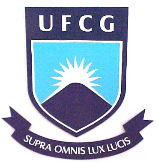 UFCG
SUPRA OMNIS LUX LUCIS